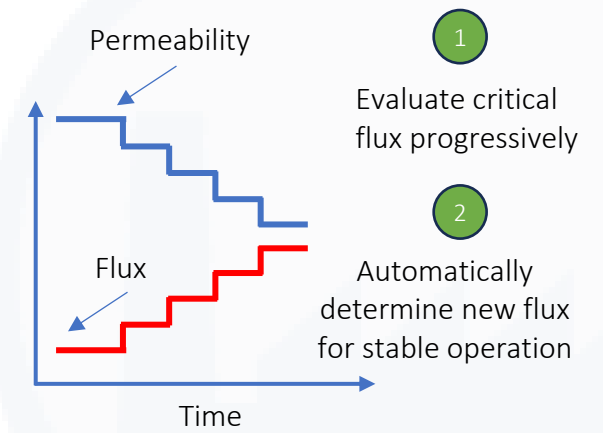 Permeability
Flux
Time
1
Evaluate critical
flux progressively
2
Automatically
determine new flux
for stable operation